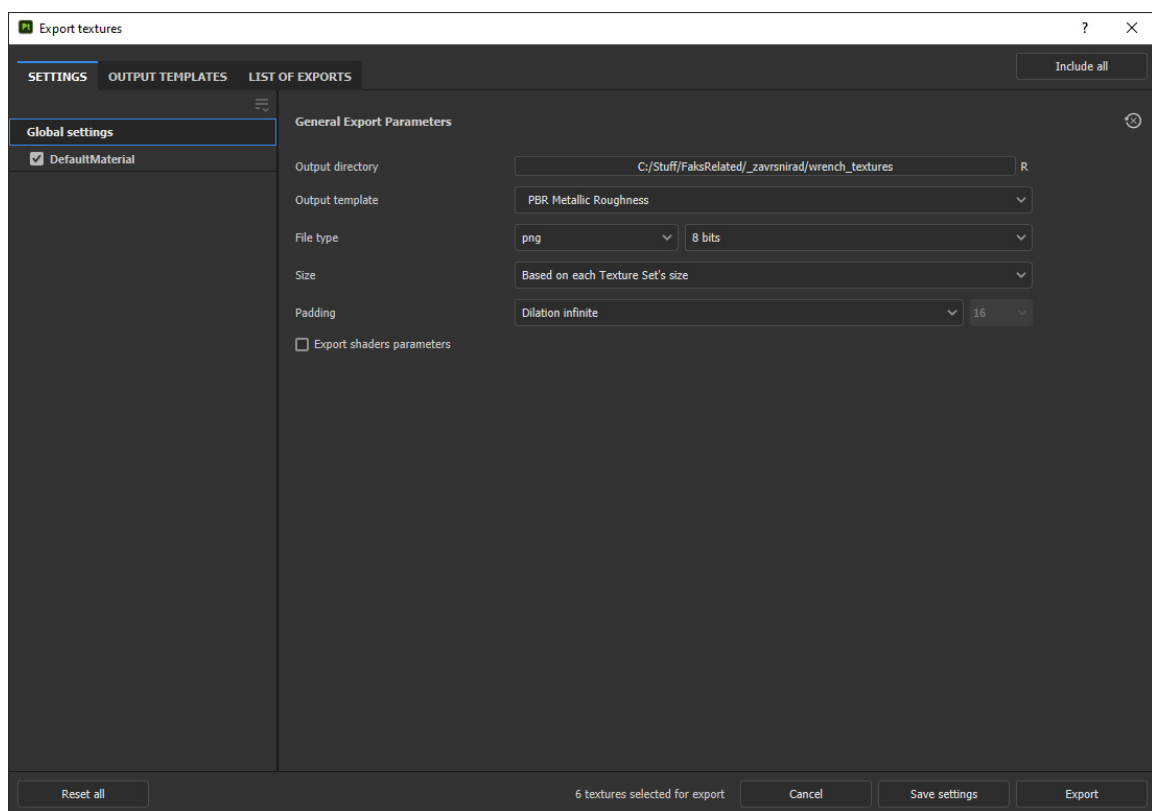 Pt Export textures ?
SETTINGS OUTPUT TEMPLATES LIST OF EXPORTS Include all
Global settings
DefaultMaterial
General Export Parameters
Output directory C:/Stuff/FaksRelated/_zavrsnirad/wrench_textures R
Output template PBR Metallic Roughness
File type png 8 bits
Size Based on each Texture Set's size
Padding Dilation infinite 16
Export shaders parameters
Reset all 6 textures selected for export Cancel Save settings Export